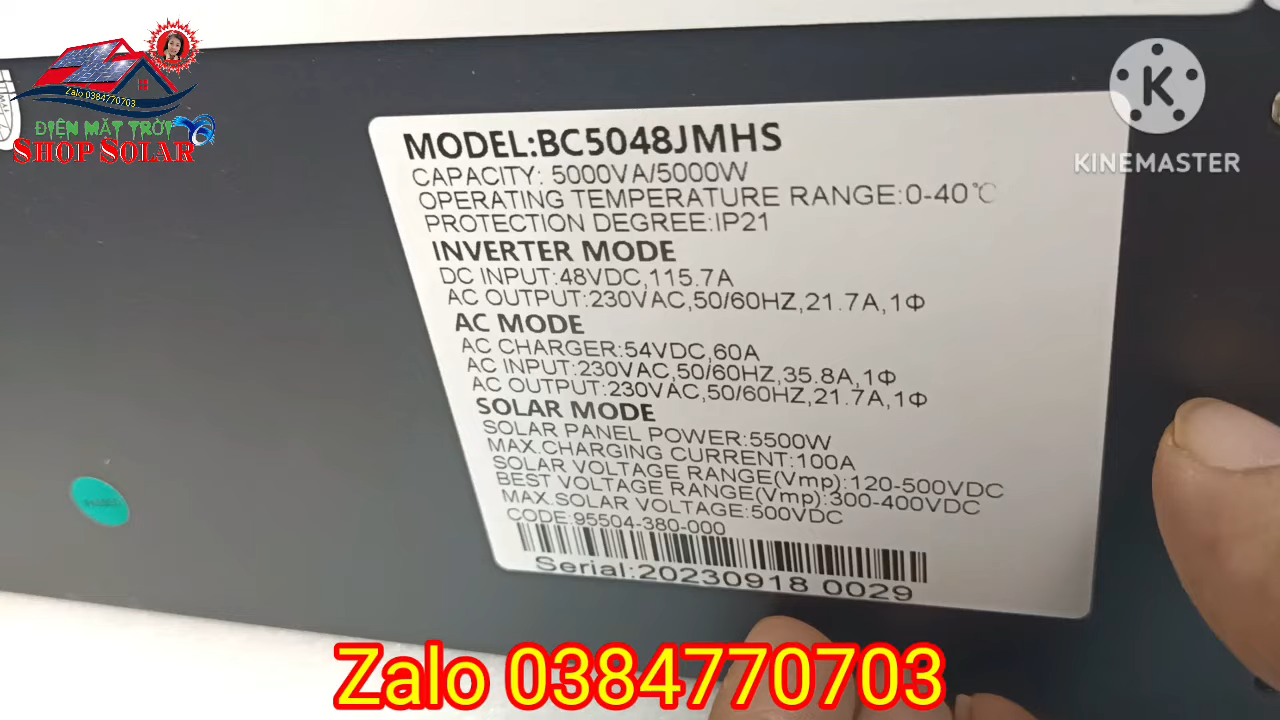 Zalo 0384770703
ĐIỆN MẶT TRỜI
SHOP SOLAR
K
KINEMASTER
MODEL:BC5048JMHS
CAPACITY: 5000VA/5000W
OPERATING TEMPERATURE RANGE:0-40℃
PROTECTION DEGREE:IP21
INVERTER MODE
DC INPUT:48VDC,115.7A
AC OUTPUT:230VAC,50/60HZ,21.7A,1Φ
AC MODE
AC CHARGER:54VDC,60A
AC INPUT:230VAC,50/60HZ,35.8A,1Φ
AC OUTPUT:230VAC,50/60HZ,21.7A,1Φ
SOLAR MODE
SOLAR PANEL POWER:5500W
MAX.CHARGING CURRENT:100A
SOLAR VOLTAGE RANGE(Vmp):120-500VDC
BEST VOLTAGE RANGE(Vmp):300-400VDC
MAX.SOLAR VOLTAGE:500VDC
CODE:95504-380-000
Serial:20230918 0029
Zalo 0384770703